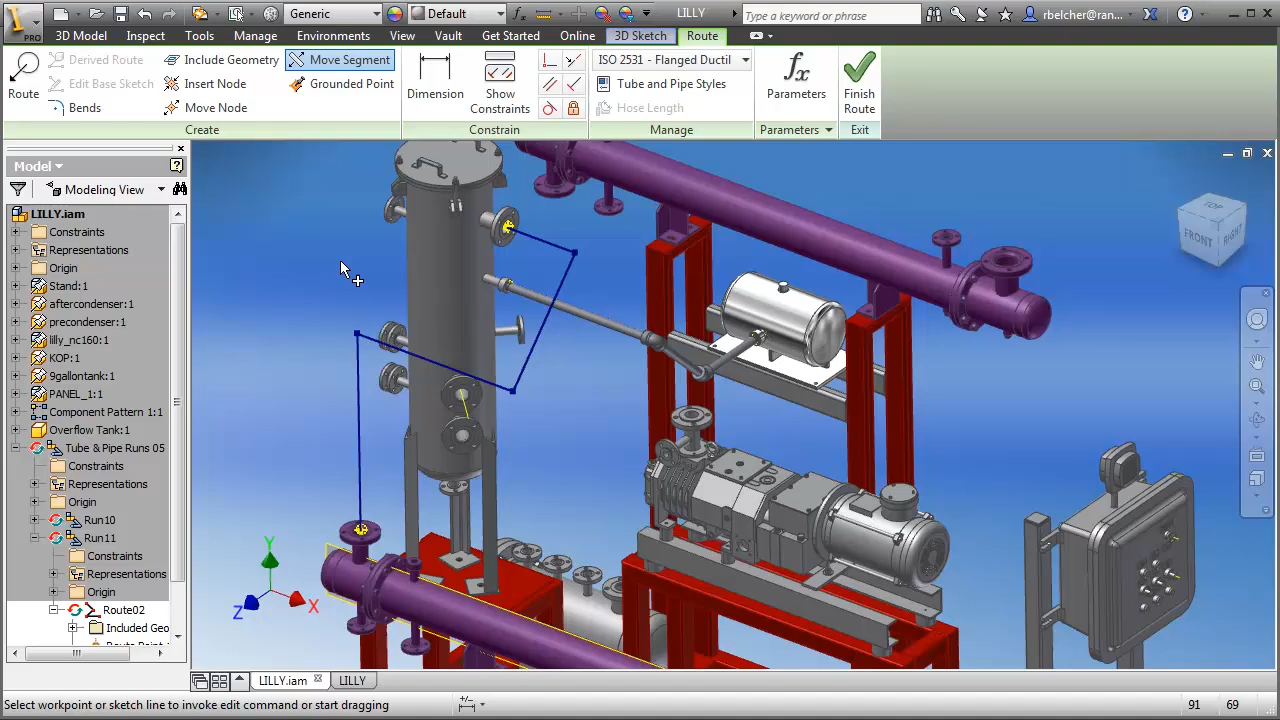 PRO
Generic
Default
fx
LILLY
Type a keyword or phrase
rbelcher@ran...
3D Model
Inspect
Tools
Manage
Environments
View
Vault
Get Started
Online
3D Sketch
Route
Route
Derived Route
Edit Base Sketch
Bends
Include Geometry
Insert Node
Move Node
Move Segment
Grounded Point
Dimension
Show Constraints
ISO 2531 - Flanged Ductil
Tube and Pipe Styles
Hose Length
fx
Parameters
Finish Route
Create
Constrain
Manage
Parameters
Exit
Model
Modeling View
LILLY.iam
Constraints
Representations
Origin
Stand:1
aftercondenser:1
precondenser:1
lilly_nc160:1
KOP:1
9gallontank:1
PANEL_1:1
Component Pattern 1:1
Overflow Tank:1
Tube & Pipe Runs 05
Constraints
Representations
Origin
Run10
Run11
Constraints
Representations
Origin
Route02
Included Geo
TOP
FRONT
RIGHT
Y
Z
X
LILLY.iam
LILLY
Select workpoint or sketch line to invoke edit command or start dragging
91
69